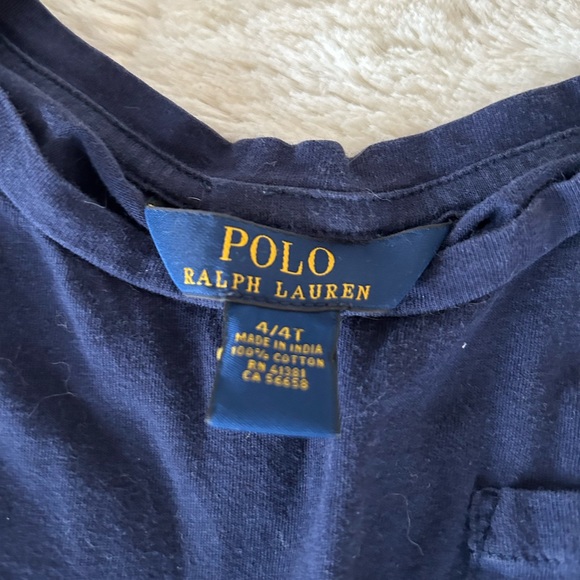 POLO
RALPH LAUREN
4/4T
MADE IN INDIA
100% COTTON
RN 41381
CA 56658